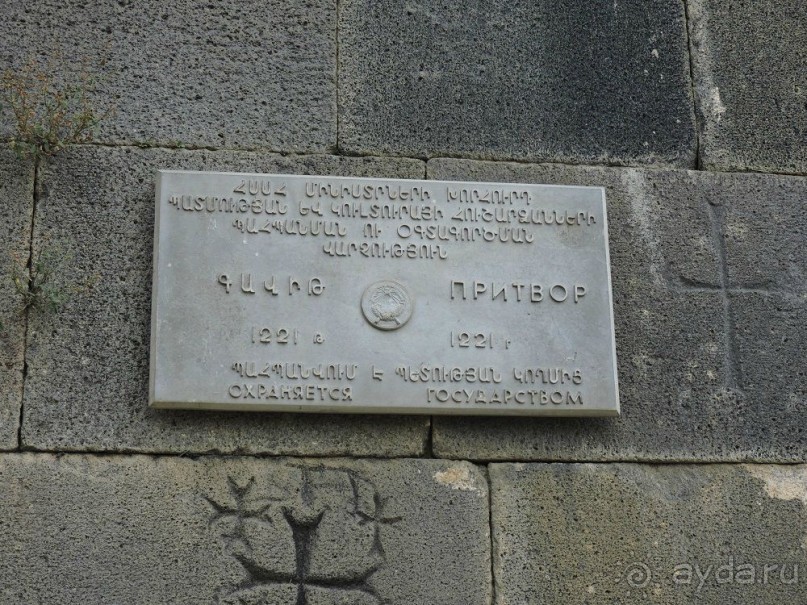 ՀՍՍՀ ՄԻՆԻՍՏՐՆԵՐԻ ԽՈՐՀՈՒՐԴ
ՊԱՏՄՈՒԹՅԱՆ ԵՎ ԿՈՒԼՏՈՒՐԱՅԻ ՀՈՒՇԱՐՁԱՆՆԵՐԻ
ՊԱՀՊԱՆՄԱՆ ՈՒ ՕԳՏԱԳՈՐԾՄԱՆ
ՎԱՐՉՈՒԹՅՈՒՆ
ԳԱՎԻԹ ПРИТВОР
1221 թ 1221 г
ՊԱՀՊԱՆՎՈՒՄ Է ՊԵՏՈՒԹՅԱՆ ԿՈՂՄԻՑ
ОХРАНЯЕТСЯ ГОСУДАРСТВОМ
ayda.ru